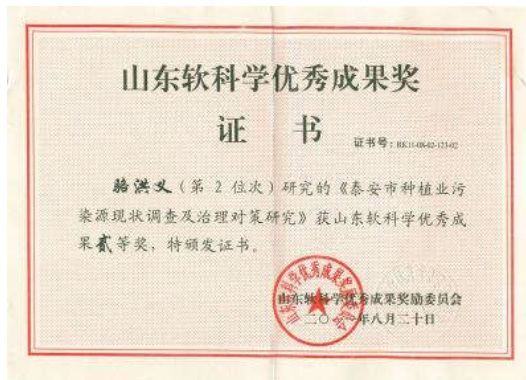 山东软科学优秀成果奖
证 书
证书号：RK11-08-02-123-02
骆洪义（第 2 位次）研究的《泰安市种植业污
染源现状调查及治理对策研究》获山东软科学优秀成
果贰等奖，特颁发证书。
山东软科学优秀成果奖励委员会
二〇一一年八月二十日